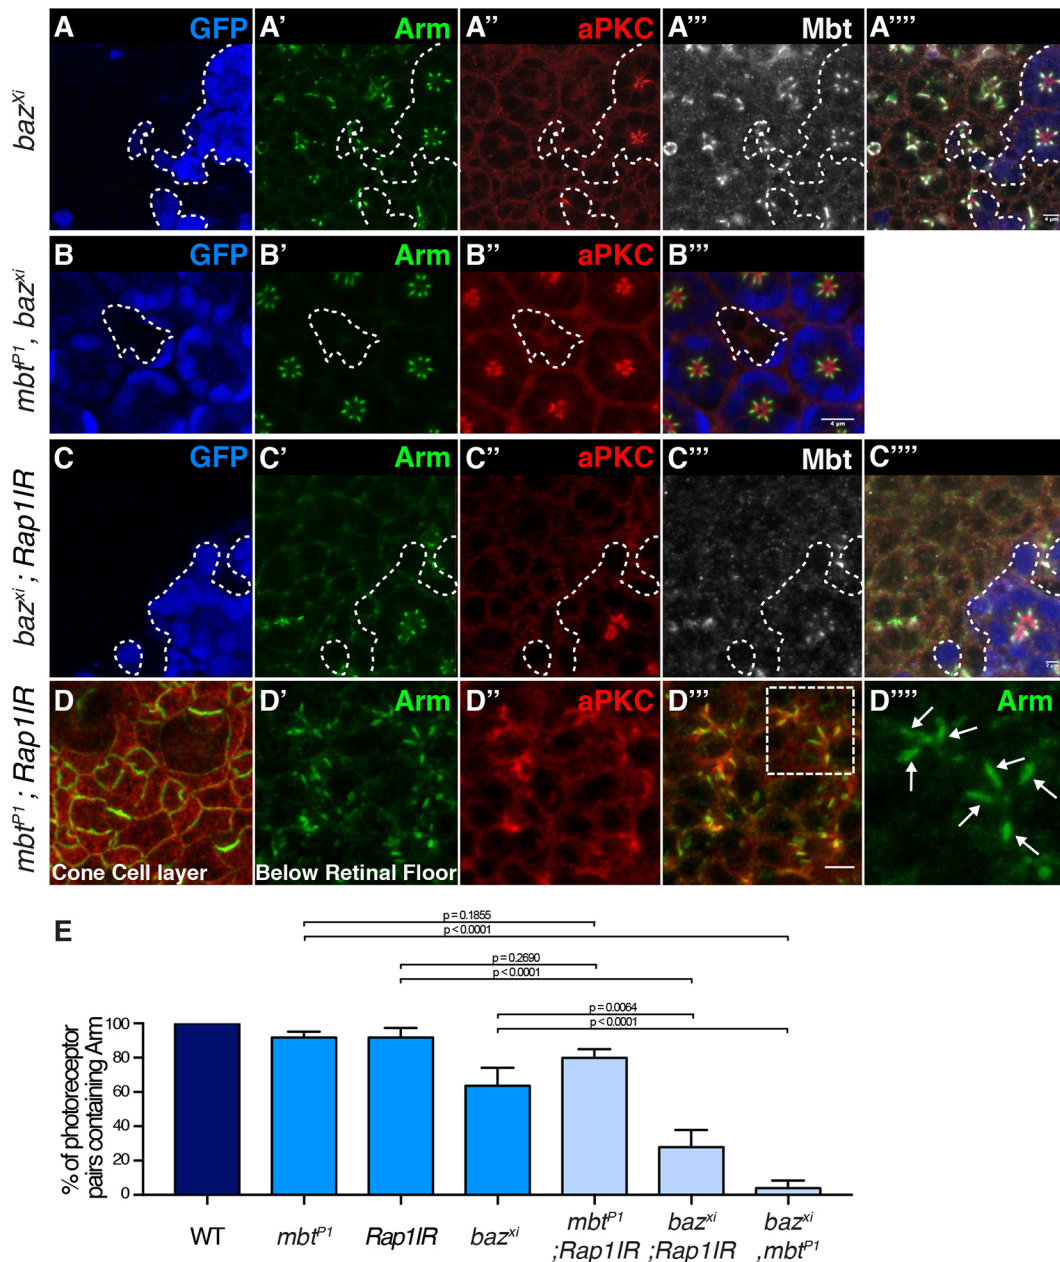 A GFP A' Arm A'' aPKC A''' Mbt A''''
baz^Xi
4 µm
B GFP B' Arm B'' aPKC B'''
mbt^P1, baz^xi
4 µm
C GFP C' Arm C'' aPKC C''' Mbt C''''
baz^xi ; Rap1IR
D D' Arm D'' aPKC D''' D'''' Arm
mbt^P1 ; Rap1IR
Cone Cell layer Below Retinal Floor
E
p = 0.1855
p < 0.0001
p = 0.2690
p < 0.0001
p = 0.0064
p < 0.0001
% of photoreceptor
pairs containing Arm
100
80
60
40
20
0
WT mbt^P1 Rap1IR baz^xi mbt^P1 ;Rap1IR baz^xi ;Rap1IR baz^xi ,mbt^P1